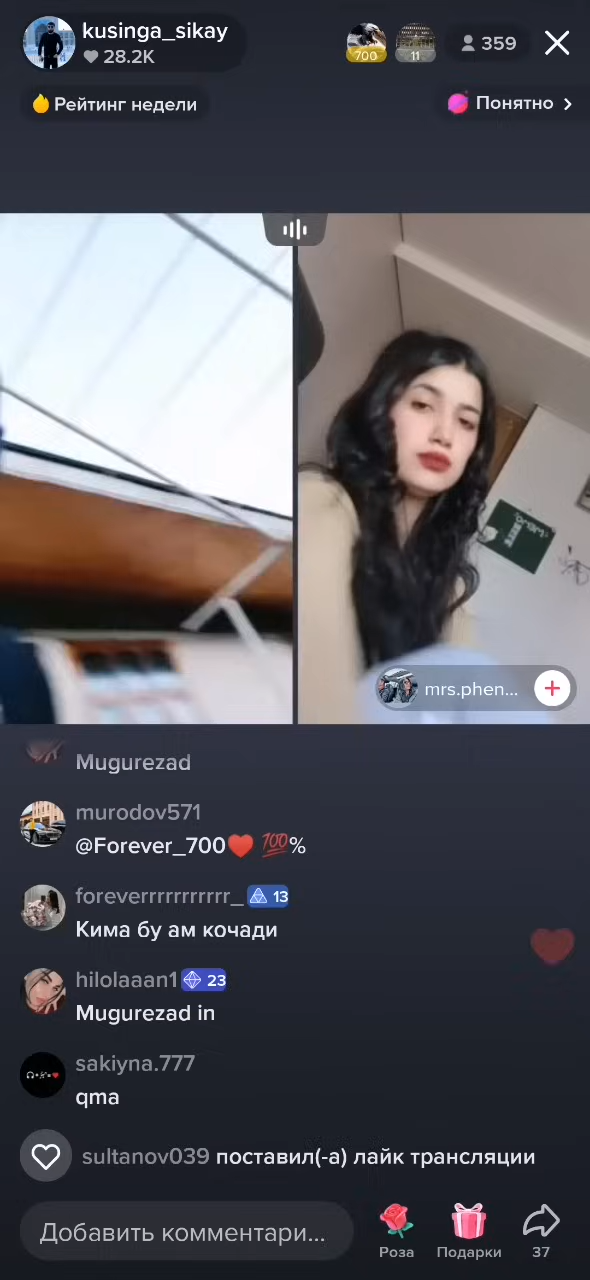 kusinga_sikay
28.2K
700
11
359
Рейтинг недели
Понятно
mrs.phen...
Mugurezad
murodov571
@Forever_700❤️ 💯%
foreverrrrrrrrrrr_ 13
Кима бу ам кочади
hilolaaan1 23
Mugurezad in
sakiyna.777
qma
sultanov039 поставил(-а) лайк трансляции
Добавить комментари...
Роза
Подарки
37